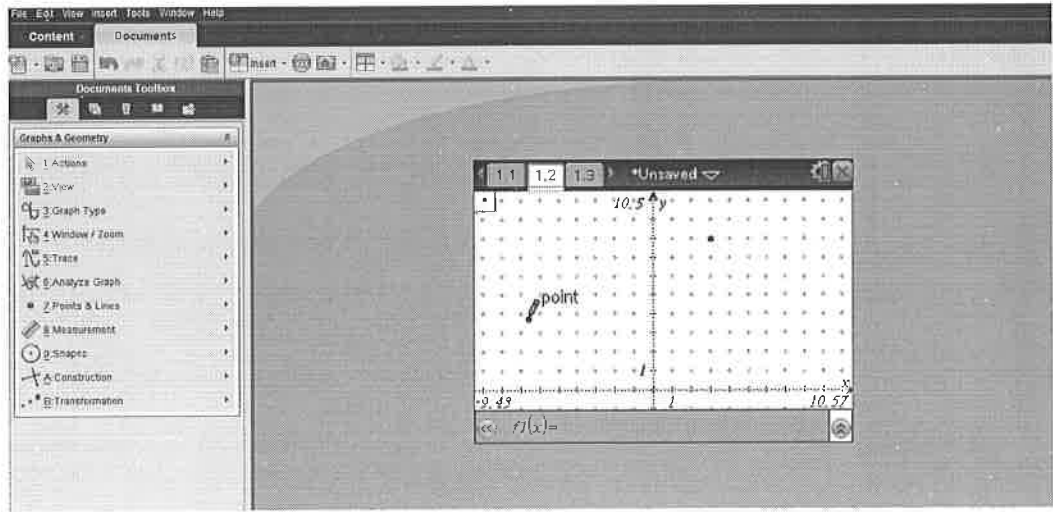 File Edit View Insert Tools Window Help
Content Documents
Insert
Documents Toolbox
Graphs & Geometry
1: Actions
2: View
3: Graph Type
4: Window / Zoom
5: Trace
6: Analyze Graph
7: Points & Lines
8: Measurement
9: Shapes
A: Construction
B: Transformation
1.1 1.2 1.3 *Unsaved
10.5 y
point
1
x
-9.43 1 10.57
f1(x)=